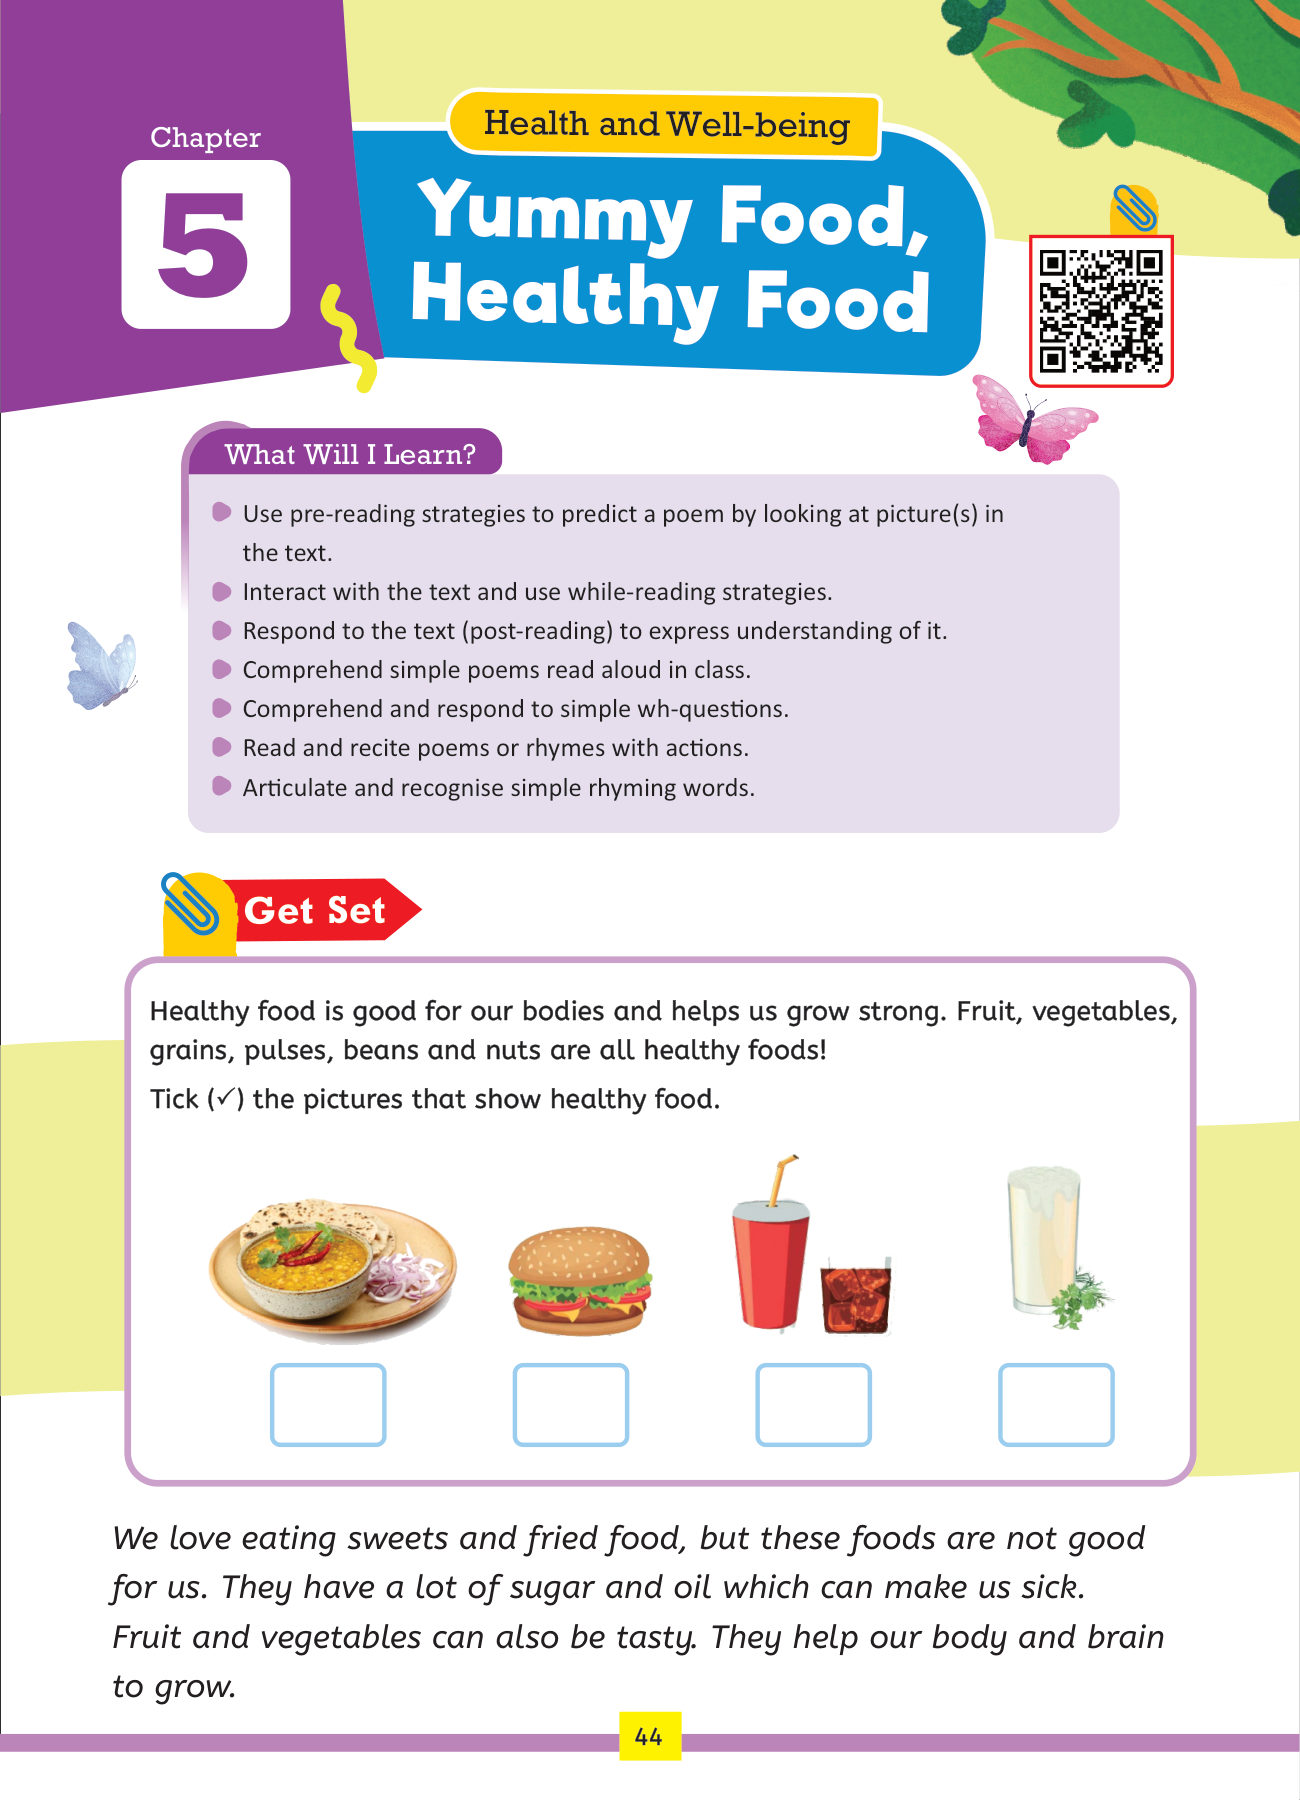 Chapter
5
Health and Well-being
Yummy Food,
Healthy Food
What Will I Learn?
Use pre-reading strategies to predict a poem by looking at picture(s) in
the text.
Interact with the text and use while-reading strategies.
Respond to the text (post-reading) to express understanding of it.
Comprehend simple poems read aloud in class.
Comprehend and respond to simple wh-questions.
Read and recite poems or rhymes with actions.
Articulate and recognise simple rhyming words.
Get Set
Healthy food is good for our bodies and helps us grow strong. Fruit, vegetables,
grains, pulses, beans and nuts are all healthy foods!
Tick (✓) the pictures that show healthy food.
We love eating sweets and fried food, but these foods are not good
for us. They have a lot of sugar and oil which can make us sick.
Fruit and vegetables can also be tasty. They help our body and brain
to grow.
44